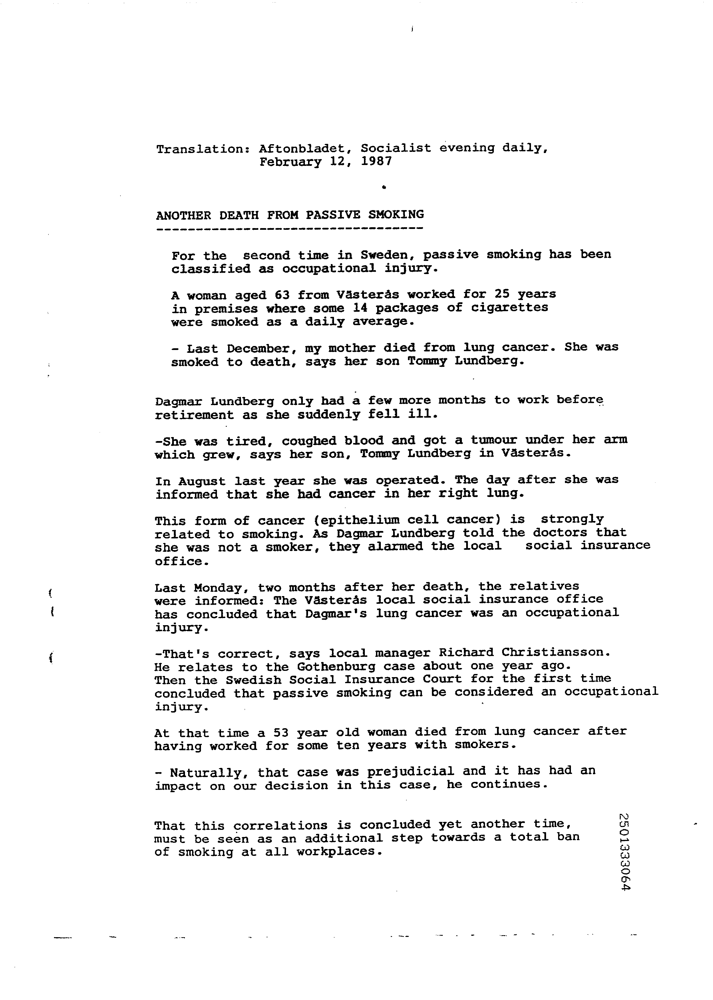 Translation: Aftonbladet, Socialist evening daily,
February 12, 1987
ANOTHER DEATH FROM PASSIVE SMOKING
----------------------------------
For the  second time in Sweden, passive smoking has been
classified as occupational injury.
A woman aged 63 from Västerås worked for 25 years
in premises where some 14 packages of cigarettes
were smoked as a daily average.
- Last December, my mother died from lung cancer. She was
smoked to death, says her son Tommy Lundberg.
Dagmar Lundberg only had a few more months to work before
retirement as she suddenly fell ill.
-She was tired, coughed blood and got a tumour under her arm
which grew, says her son, Tommy Lundberg in Västerås.
In August last year she was operated. The day after she was
informed that she had cancer in her right lung.
This form of cancer (epithelium cell cancer) is  strongly
related to smoking. As Dagmar Lundberg told the doctors that
she was not a smoker, they alarmed the local   social insurance
office.
Last Monday, two months after her death, the relatives
were informed: The Västerås local social insurance office
has concluded that Dagmar's lung cancer was an occupational
injury.
-That's correct, says local manager Richard Christiansson.
He relates to the Gothenburg case about one year ago.
Then the Swedish Social Insurance Court for the first time
concluded that passive smoking can be considered an occupational
injury.
At that time a 53 year old woman died from lung cancer after
having worked for some ten years with smokers.
- Naturally, that case was prejudicial and it has had an
impact on our decision in this case, he continues.
That this correlations is concluded yet another time,
must be seen as an additional step towards a total ban
of smoking at all workplaces.
2501333064